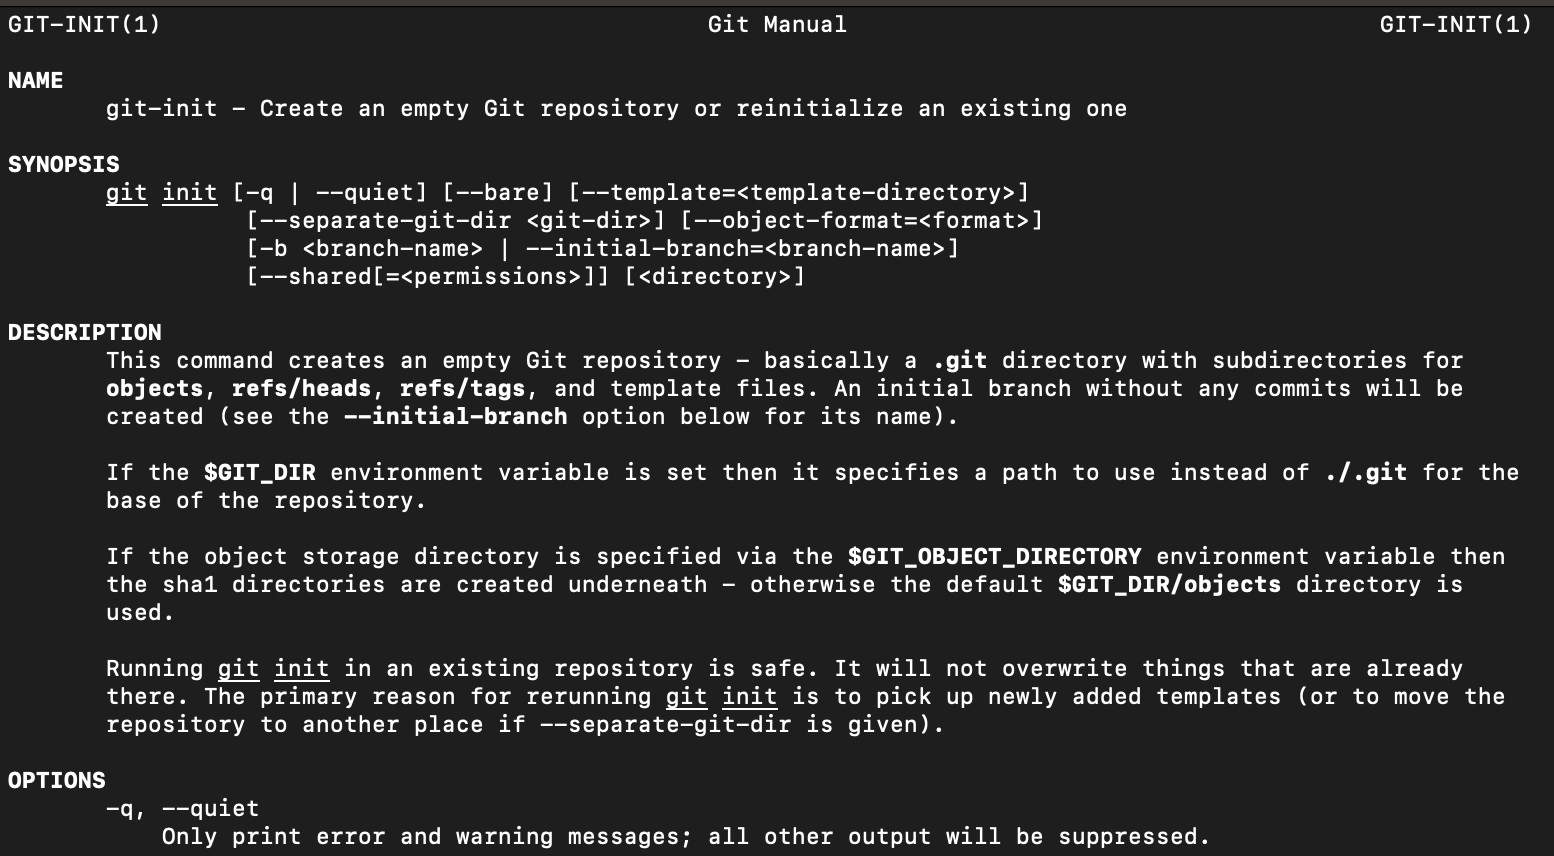 GIT-INIT(1) Git Manual GIT-INIT(1)
NAME
git-init - Create an empty Git repository or reinitialize an existing one
SYNOPSIS
git init [-q | --quiet] [--bare] [--template=<template-directory>]
[--separate-git-dir <git-dir>] [--object-format=<format>]
[-b <branch-name> | --initial-branch=<branch-name>]
[--shared[=<permissions>]] [<directory>]
DESCRIPTION
This command creates an empty Git repository - basically a .git directory with subdirectories for
objects, refs/heads, refs/tags, and template files. An initial branch without any commits will be
created (see the --initial-branch option below for its name).
If the $GIT_DIR environment variable is set then it specifies a path to use instead of ./.git for the
base of the repository.
If the object storage directory is specified via the $GIT_OBJECT_DIRECTORY environment variable then
the sha1 directories are created underneath - otherwise the default $GIT_DIR/objects directory is
used.
Running git init in an existing repository is safe. It will not overwrite things that are already
there. The primary reason for rerunning git init is to pick up newly added templates (or to move the
repository to another place if --separate-git-dir is given).
OPTIONS
-q, --quiet
Only print error and warning messages; all other output will be suppressed.